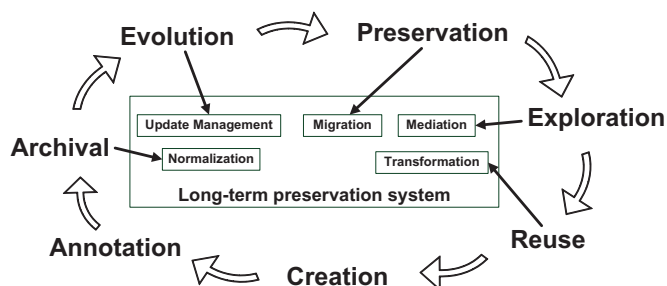 Evolution
Preservation
Update Management
Migration
Mediation
Exploration
Archival
Normalization
Transformation
Long-term preservation system
Annotation
Reuse
Creation